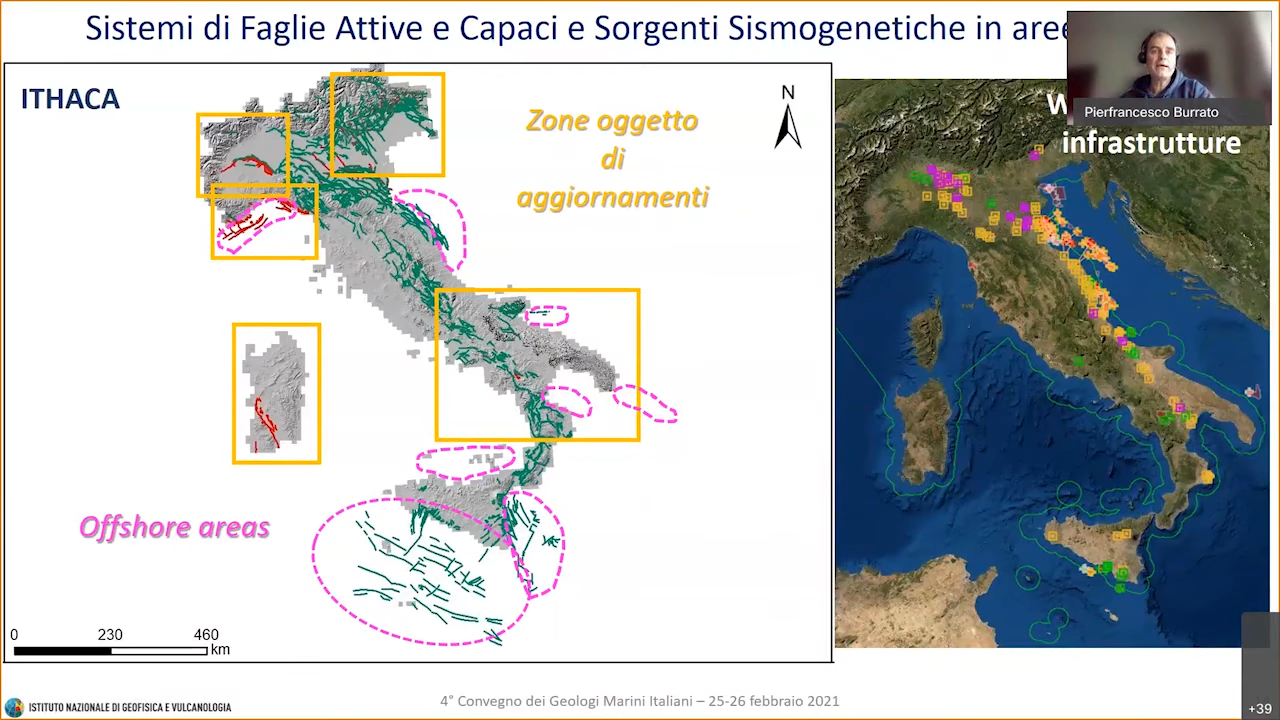 Sistemi di Faglie Attive e Capaci e Sorgenti Sismogenetiche in aree
Pierfrancesco Burrato
ITHACA
N
Zone oggetto
di
aggiornamenti
W
infrastrutture
Offshore areas
0 230 460
km
ISTITUTO NAZIONALE DI GEOFISICA E VULCANOLOGIA
4° Convegno dei Geologi Marini Italiani – 25-26 febbraio 2021
+39